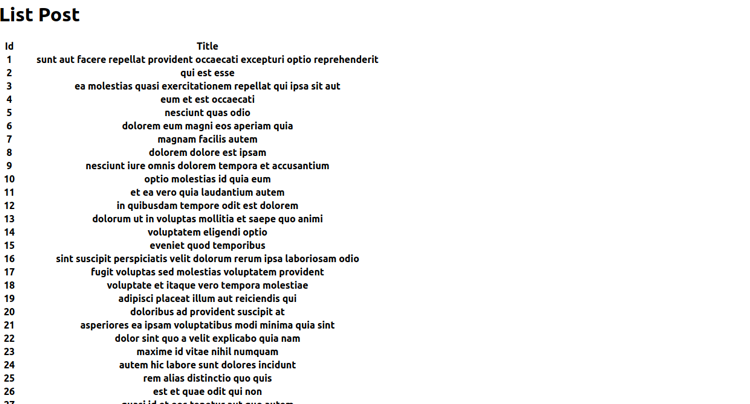 List Post
Id Title
1 sunt aut facere repellat provident occaecati excepturi optio reprehenderit
2 qui est esse
3 ea molestias quasi exercitationem repellat qui ipsa sit aut
4 eum et est occaecati
5 nesciunt quas odio
6 dolorem eum magni eos aperiam quia
7 magnam facilis autem
8 dolorem dolore est ipsam
9 nesciunt iure omnis dolorem tempora et accusantium
10 optio molestias id quia eum
11 et ea vero quia laudantium autem
12 in quibusdam tempore odit est dolorem
13 dolorum ut in voluptas mollitia et saepe quo animi
14 voluptatem eligendi optio
15 eveniet quod temporibus
16 sint suscipit perspiciatis velit dolorum rerum ipsa laboriosam odio
17 fugit voluptas sed molestias voluptatem provident
18 voluptate et itaque vero tempora molestiae
19 adipisci placeat illum aut reiciendis qui
20 doloribus ad provident suscipit at
21 asperiores ea ipsam voluptatibus modi minima quia sint
22 dolor sint quo a velit explicabo quia nam
23 maxime id vitae nihil numquam
24 autem hic labore sunt dolores incidunt
25 rem alias distinctio quo quis
26 est et quae odit qui non